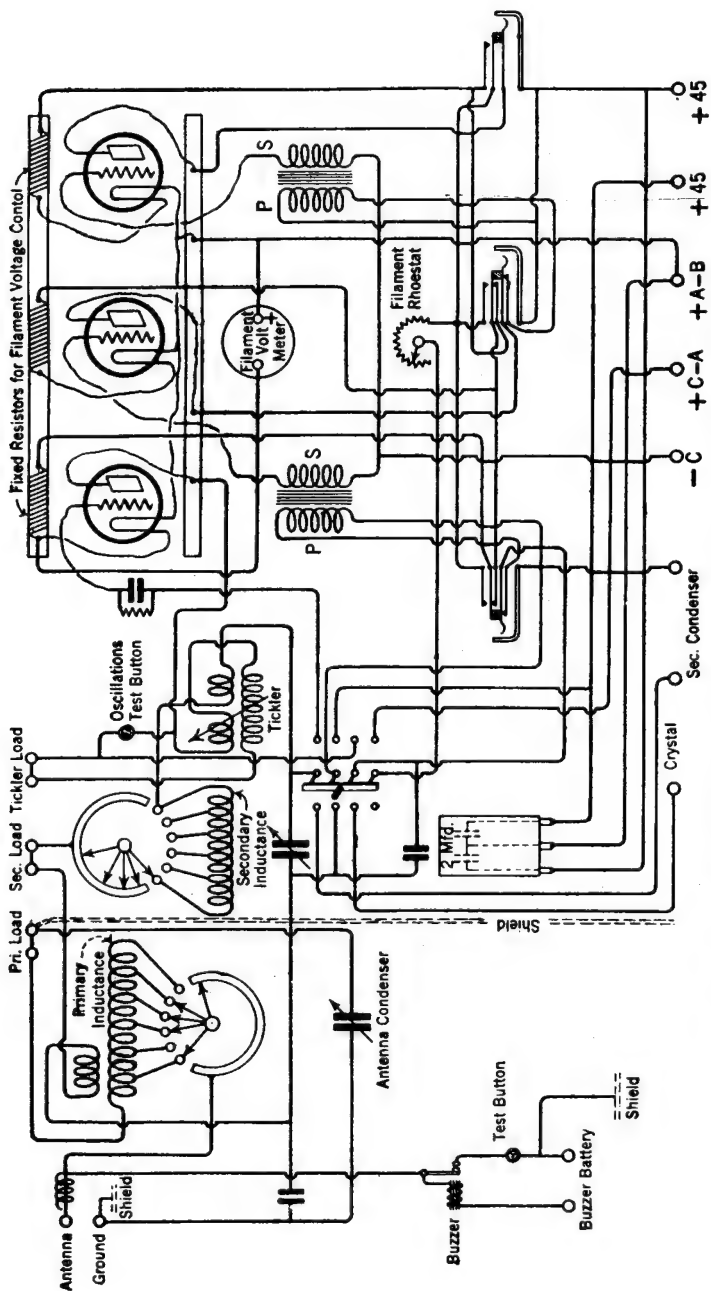 Fixed Resistors for Filament Voltage Contol
Pri. Load
Sec. Load
Tickler Load
Oscillations
Test Button
Primary
Inductance
Secondary
Inductance
Tickler
Filament
Volt
Meter
+
P
S
P
S
Filament
Rhoestat
Antenna
Ground
Shield
Antenna Condenser
Shield
2 Mfd.
Buzzer
Test Button
Shield
Buzzer Battery
Crystal
Sec. Condenser
− C
+ C−A
+ A−B
+ 45
+ 45